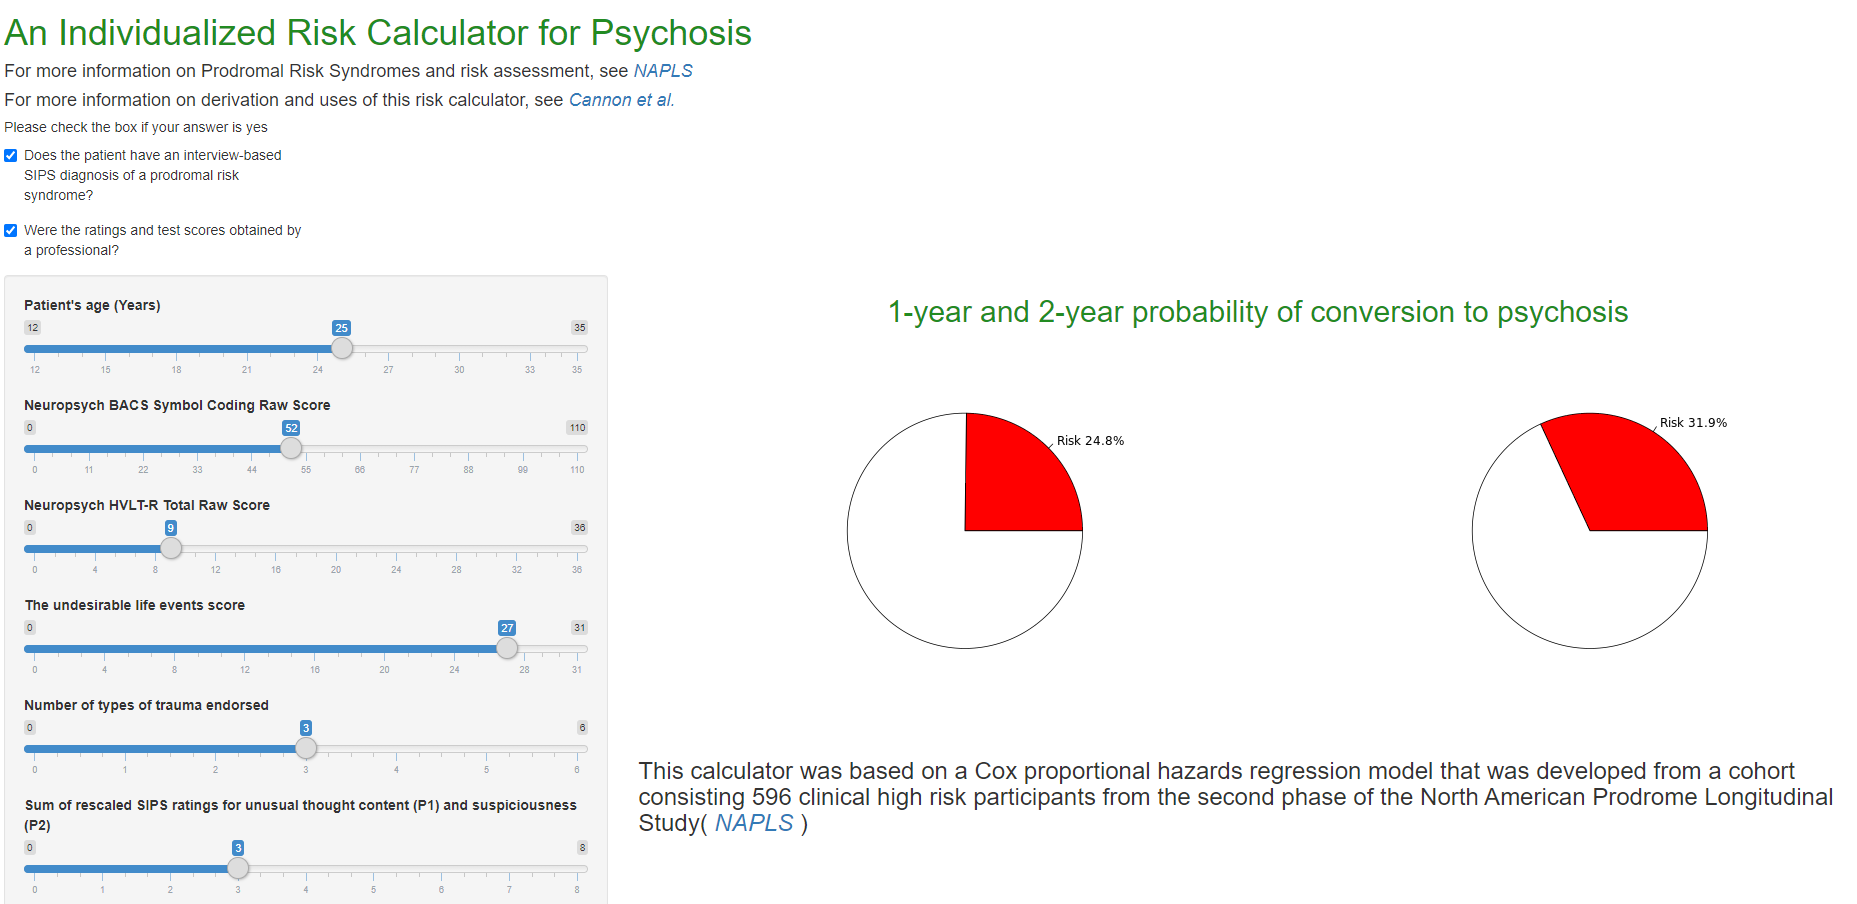 An Individualized Risk Calculator for Psychosis
For more information on Prodromal Risk Syndromes and risk assessment, see NAPLS
For more information on derivation and uses of this risk calculator, see Cannon et al.
Please check the box if your answer is yes
Does the patient have an interview-based
SIPS diagnosis of a prodromal risk
syndrome?
Were the ratings and test scores obtained by
a professional?
Patient's age (Years)
12 25 35
12 15 18 21 24 27 30 33 35
Neuropsych BACS Symbol Coding Raw Score
0 52 110
0 11 22 33 44 55 66 77 88 99 110
Neuropsych HVLT-R Total Raw Score
0 9 36
0 4 8 12 16 20 24 28 32 36
The undesirable life events score
0 27 31
0 4 8 12 16 20 24 28 31
Number of types of trauma endorsed
0 3 6
0 1 2 3 4 5 6
Sum of rescaled SIPS ratings for unusual thought content (P1) and suspiciousness
(P2)
0 3 8
0 1 2 3 4 5 6 7 8
1-year and 2-year probability of conversion to psychosis
Risk 24.8%
Risk 31.9%
This calculator was based on a Cox proportional hazards regression model that was developed from a cohort
consisting 596 clinical high risk participants from the second phase of the North American Prodrome Longitudinal
Study( NAPLS )